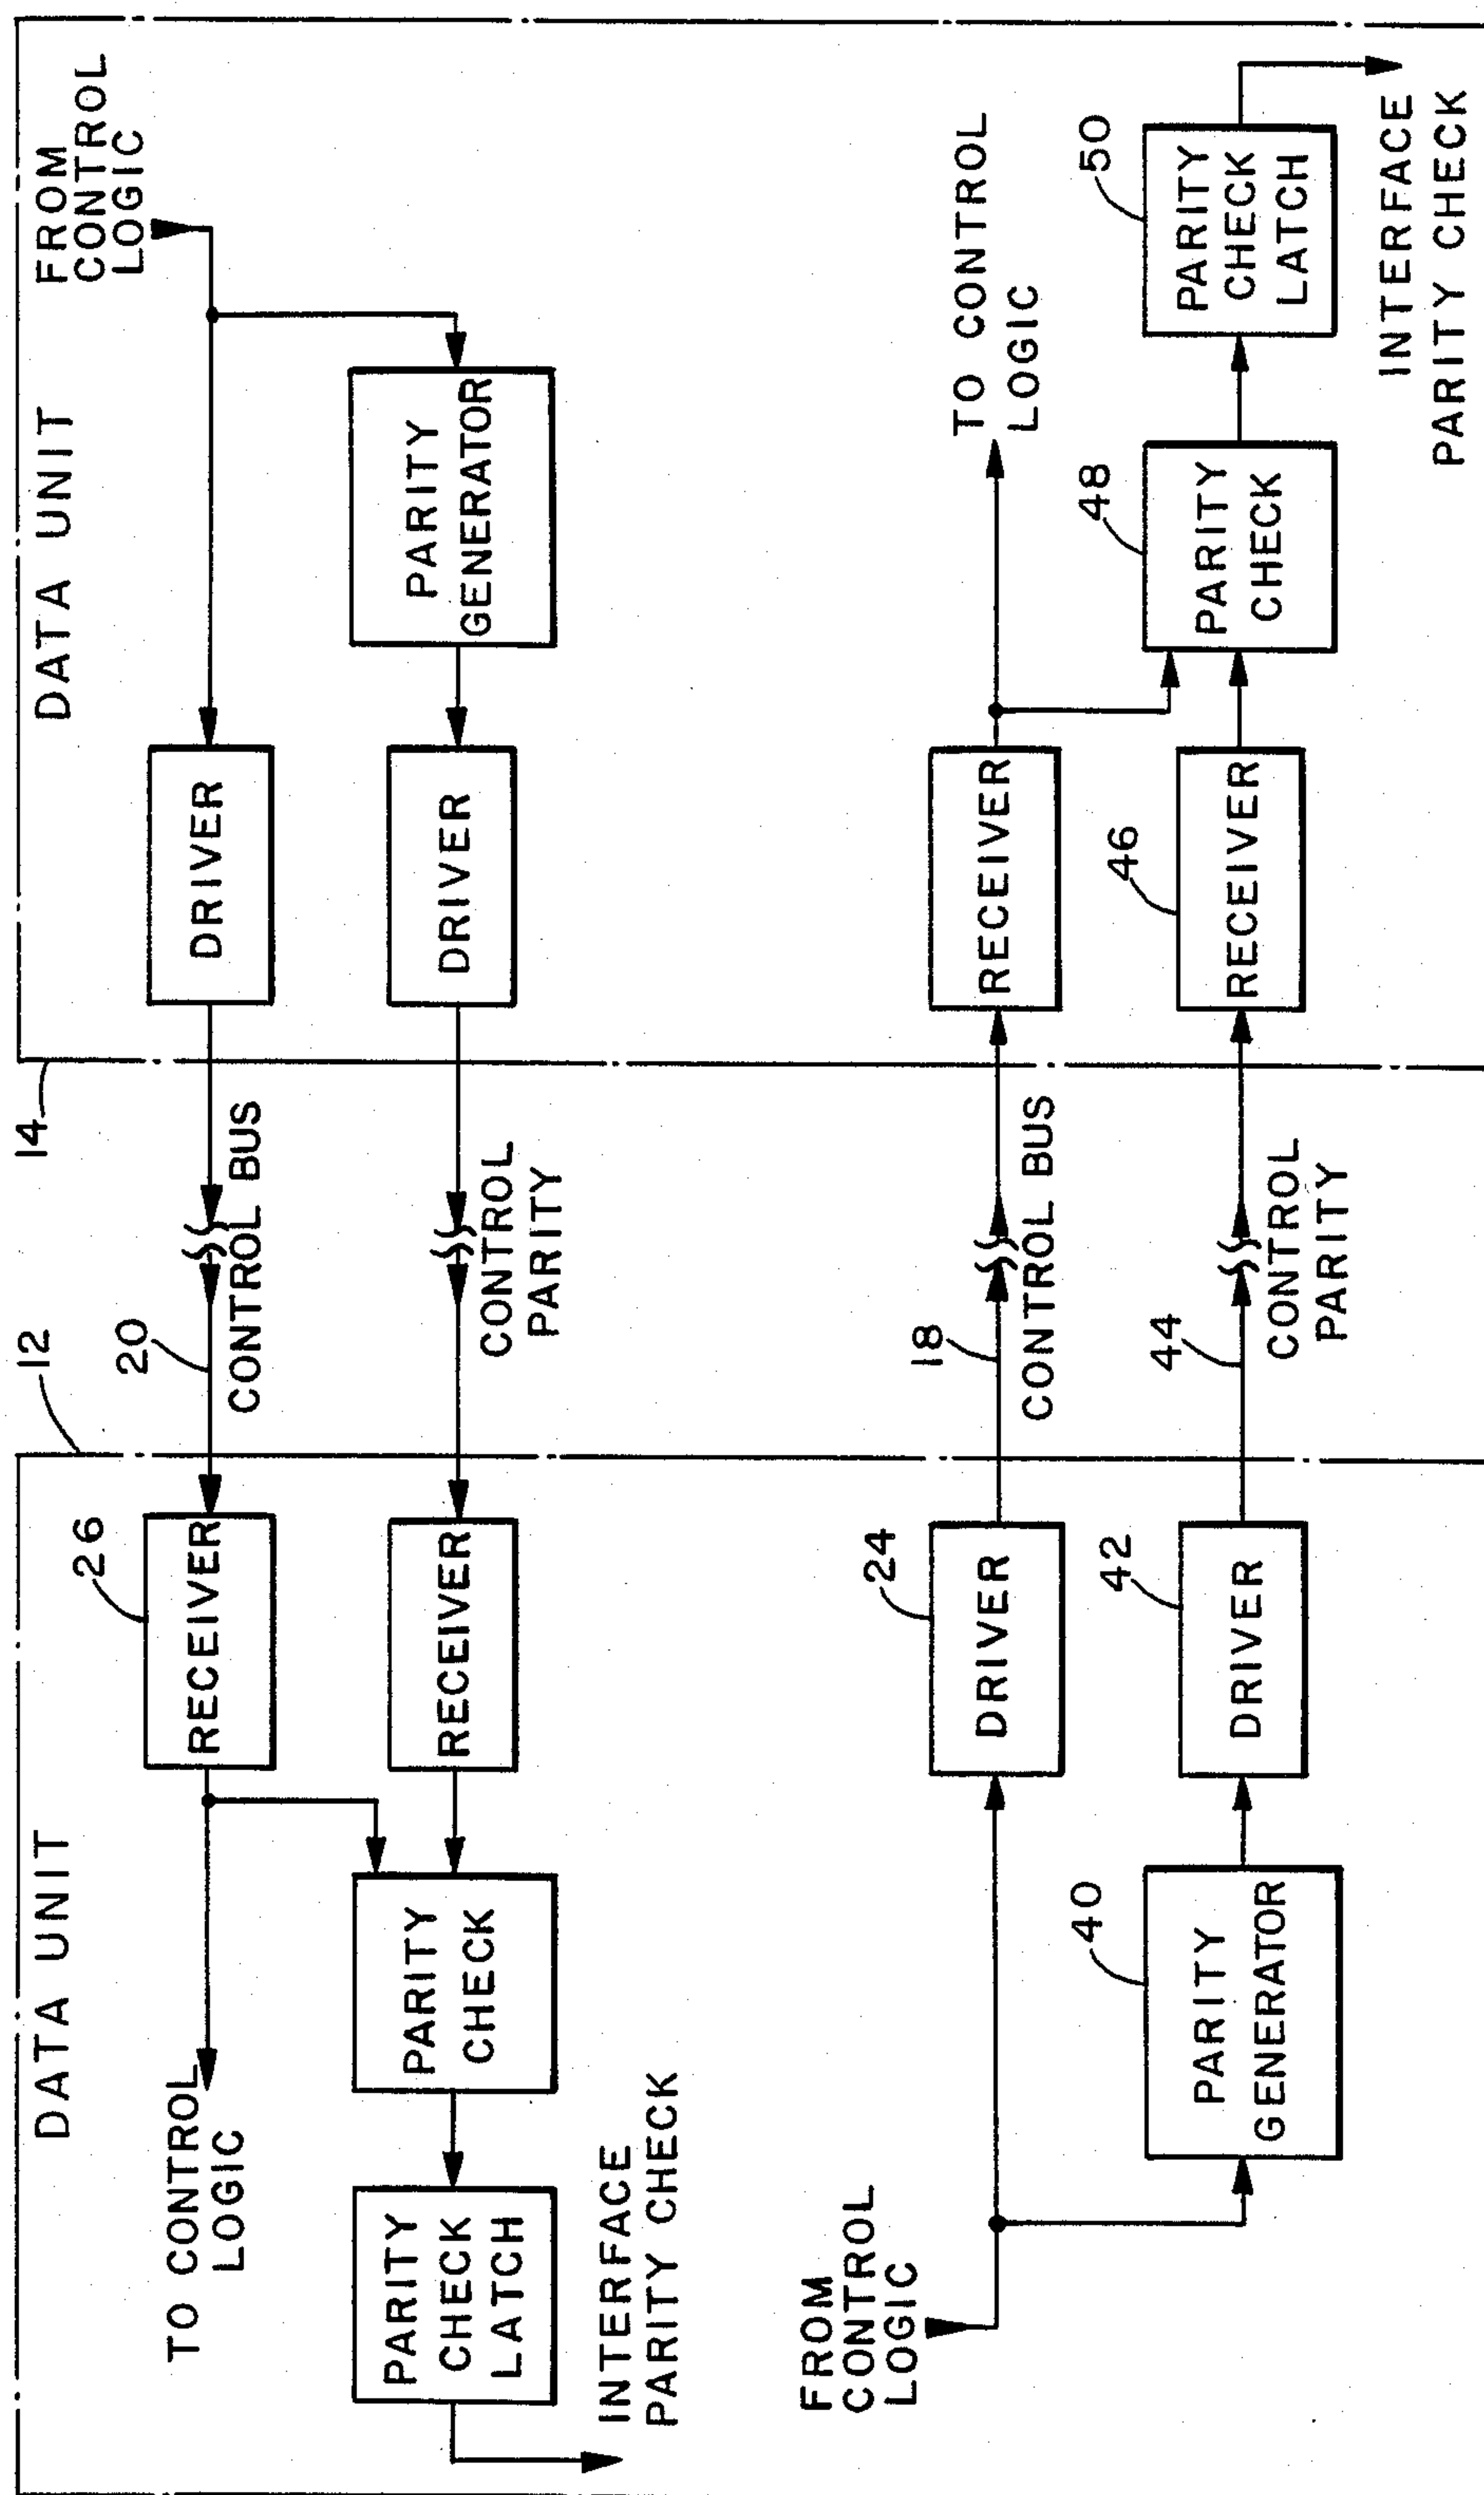 12
14
DATA UNIT
DATA UNIT
26
20
FROM
CONTROL
LOGIC
RECEIVER
CONTROL BUS
DRIVER
TO CONTROL
LOGIC
PARITY
CHECK
LATCH
PARITY
CHECK
RECEIVER
CONTROL
PARITY
DRIVER
PARITY
GENERATOR
INTERFACE
PARITY CHECK
FROM
CONTROL
LOGIC
24
DRIVER
18
CONTROL BUS
RECEIVER
TO CONTROL
LOGIC
40
PARITY
GENERATOR
42
DRIVER
44
CONTROL
PARITY
46
RECEIVER
48
PARITY
CHECK
50
PARITY
CHECK
LATCH
INTERFACE
PARITY CHECK